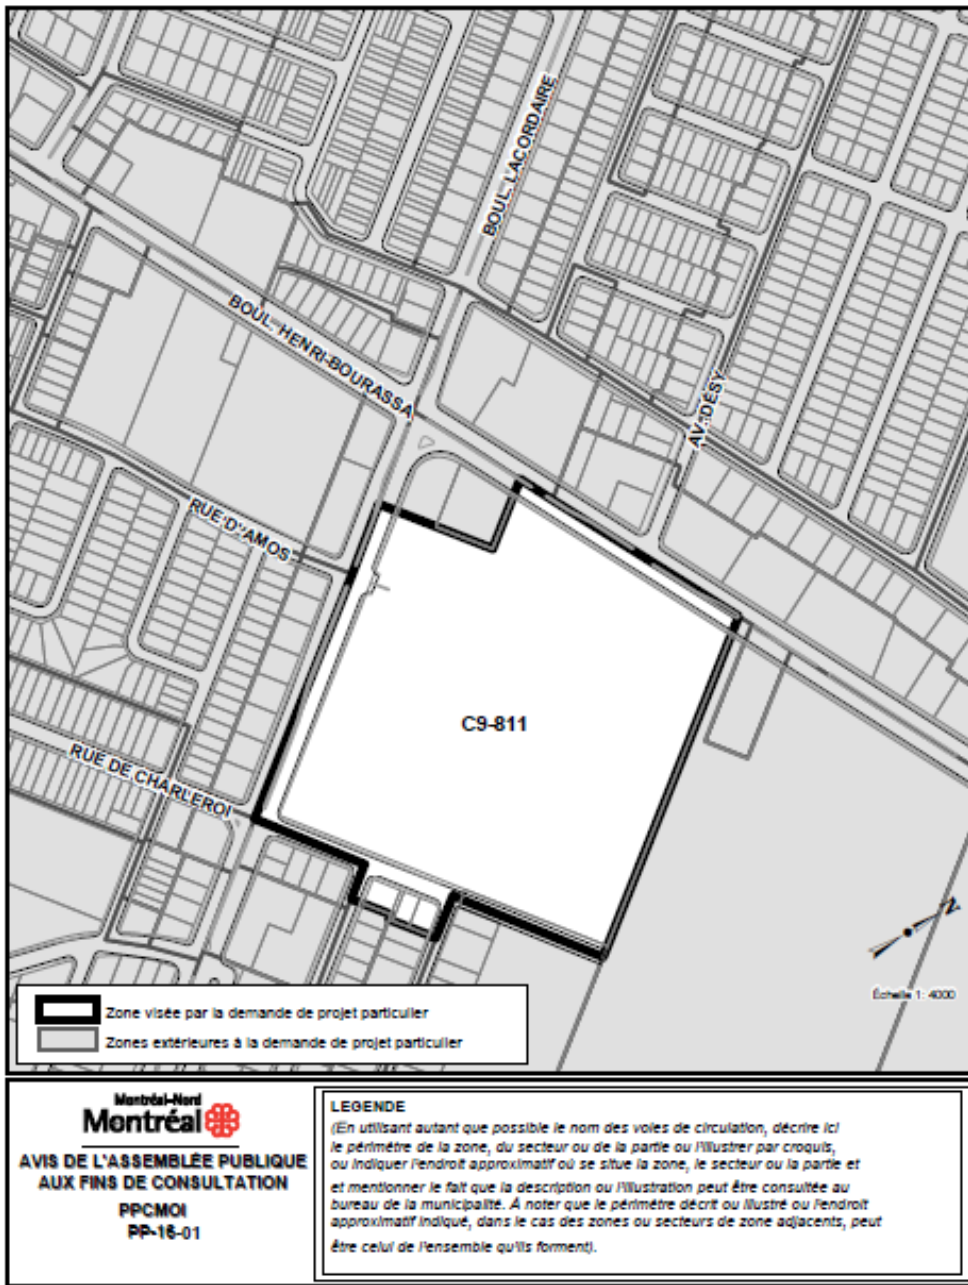 BOUL. LACORDAIRE
BOUL. HENRI-BOURASSA
AV. DÉSY
RUE D'AMOS
C9-811
RUE DE CHARLEROI
N
Échelle 1: 4000
Zone visée par la demande de projet particulier
Zones extérieures à la demande de projet particulier
Montréal-Nord
Montréal
AVIS DE L'ASSEMBLÉE PUBLIQUE
AUX FINS DE CONSULTATION
PPCMOI
PP-16-01
LEGENDE
(En utilisant autant que possible le nom des voies de circulation, décrire ici
le périmètre de la zone, du secteur ou de la partie ou l'illustrer par croquis,
ou indiquer l'endroit approximatif où se situe la zone, le secteur ou la partie et
et mentionner le fait que la description ou l'illustration peut être consultée au
bureau de la municipalité. À noter que le périmètre décrit ou illustré ou l'endroit
approximatif indiqué, dans le cas des zones ou secteurs de zone adjacents, peut
être celui de l'ensemble qu'ils forment).